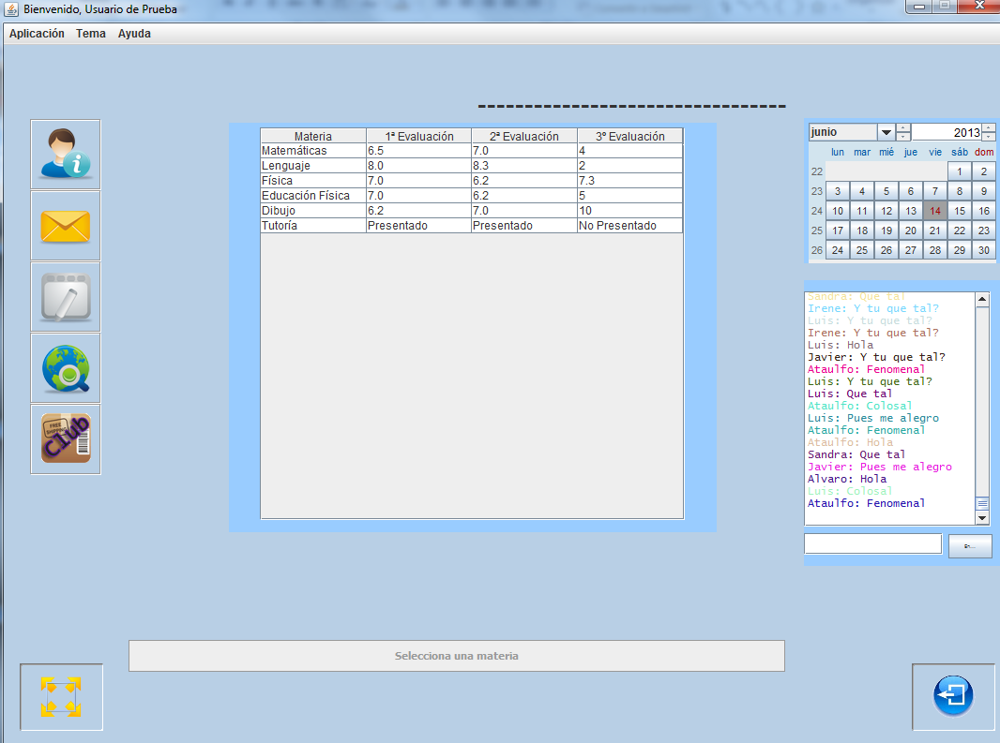 Bienvenido, Usuario de Prueba
Aplicación Tema Ayuda
--------------------------------
Materia 1ª Evaluación 2ª Evaluación 3º Evaluación
Matemáticas 6.5 7.0 4
Lenguaje 8.0 8.3 2
Física 7.0 6.2 7.3
Educación Física 7.0 6.2 5
Dibujo 6.2 7.0 10
Tutoría Presentado Presentado No Presentado
FREE SHIPPING
Club
Selecciona una materia
junio 2013
lun mar mié jue vie sáb dom
22 1 2
23 3 4 5 6 7 8 9
24 10 11 12 13 14 15 16
25 17 18 19 20 21 22 23
26 24 25 26 27 28 29 30
Sandra: Que tal
Irene: Y tu que tal?
Luis: Y tu que tal?
Irene: Y tu que tal?
Luis: Hola
Javier: Y tu que tal?
Ataulfo: Fenomenal
Luis: Y tu que tal?
Luis: Que tal
Ataulfo: Colosal
Luis: Pues me alegro
Ataulfo: Fenomenal
Ataulfo: Hola
Sandra: Que tal
Javier: Pues me alegro
Alvaro: Hola
Luis: Colosal
Ataulfo: Fenomenal